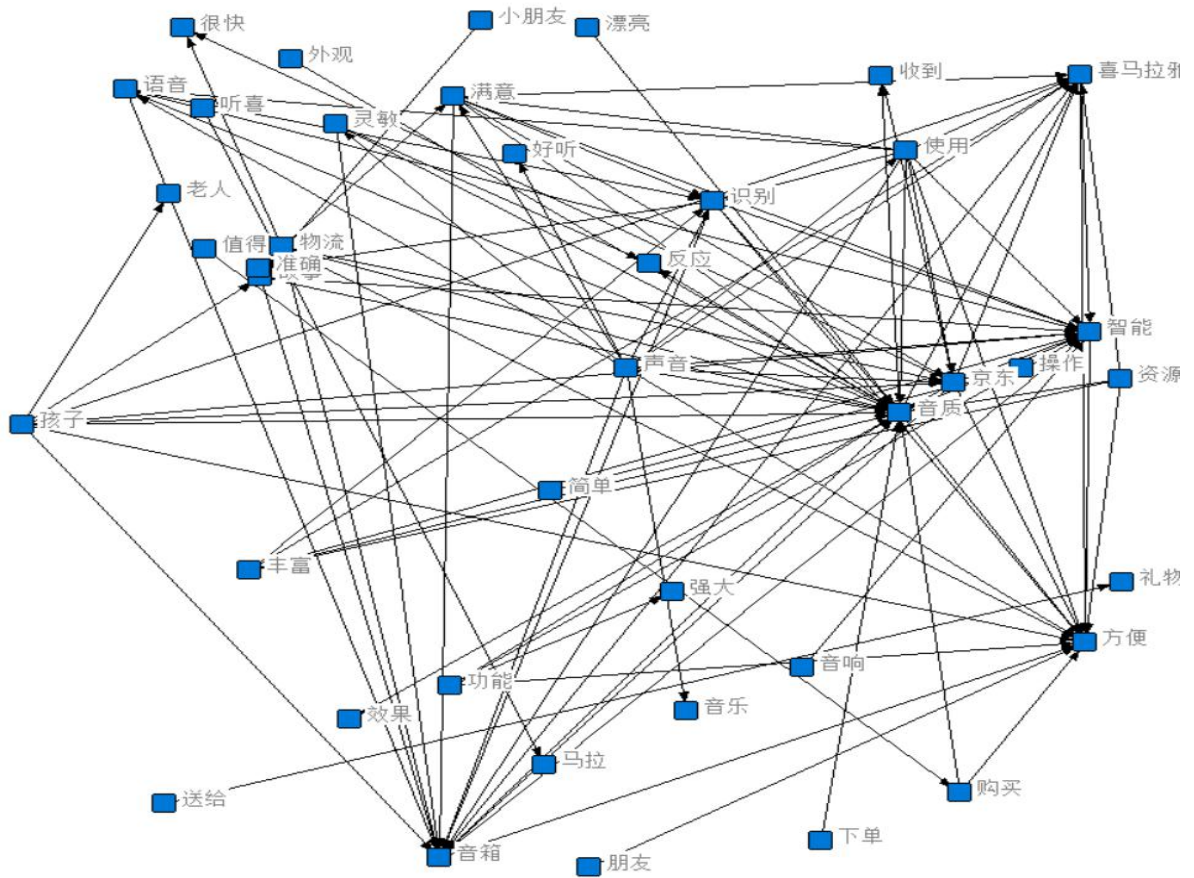 很快
小朋友
漂亮
外观
语音
听喜
满意
收到
喜马拉雅
灵敏
好听
使用
老人
识别
值得
物流
准确
故事
反应
声音
智能
操作
京东
资源
孩子
音质
简单
丰富
强大
礼物
方便
功能
音响
效果
音乐
马拉
送给
购买
音箱
朋友
下单